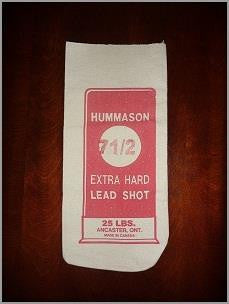 HUMMASON
7 1/2
EXTRA HARD
LEAD SHOT
25 LBS.
ANCASTER, ONT.
MADE IN CANADA